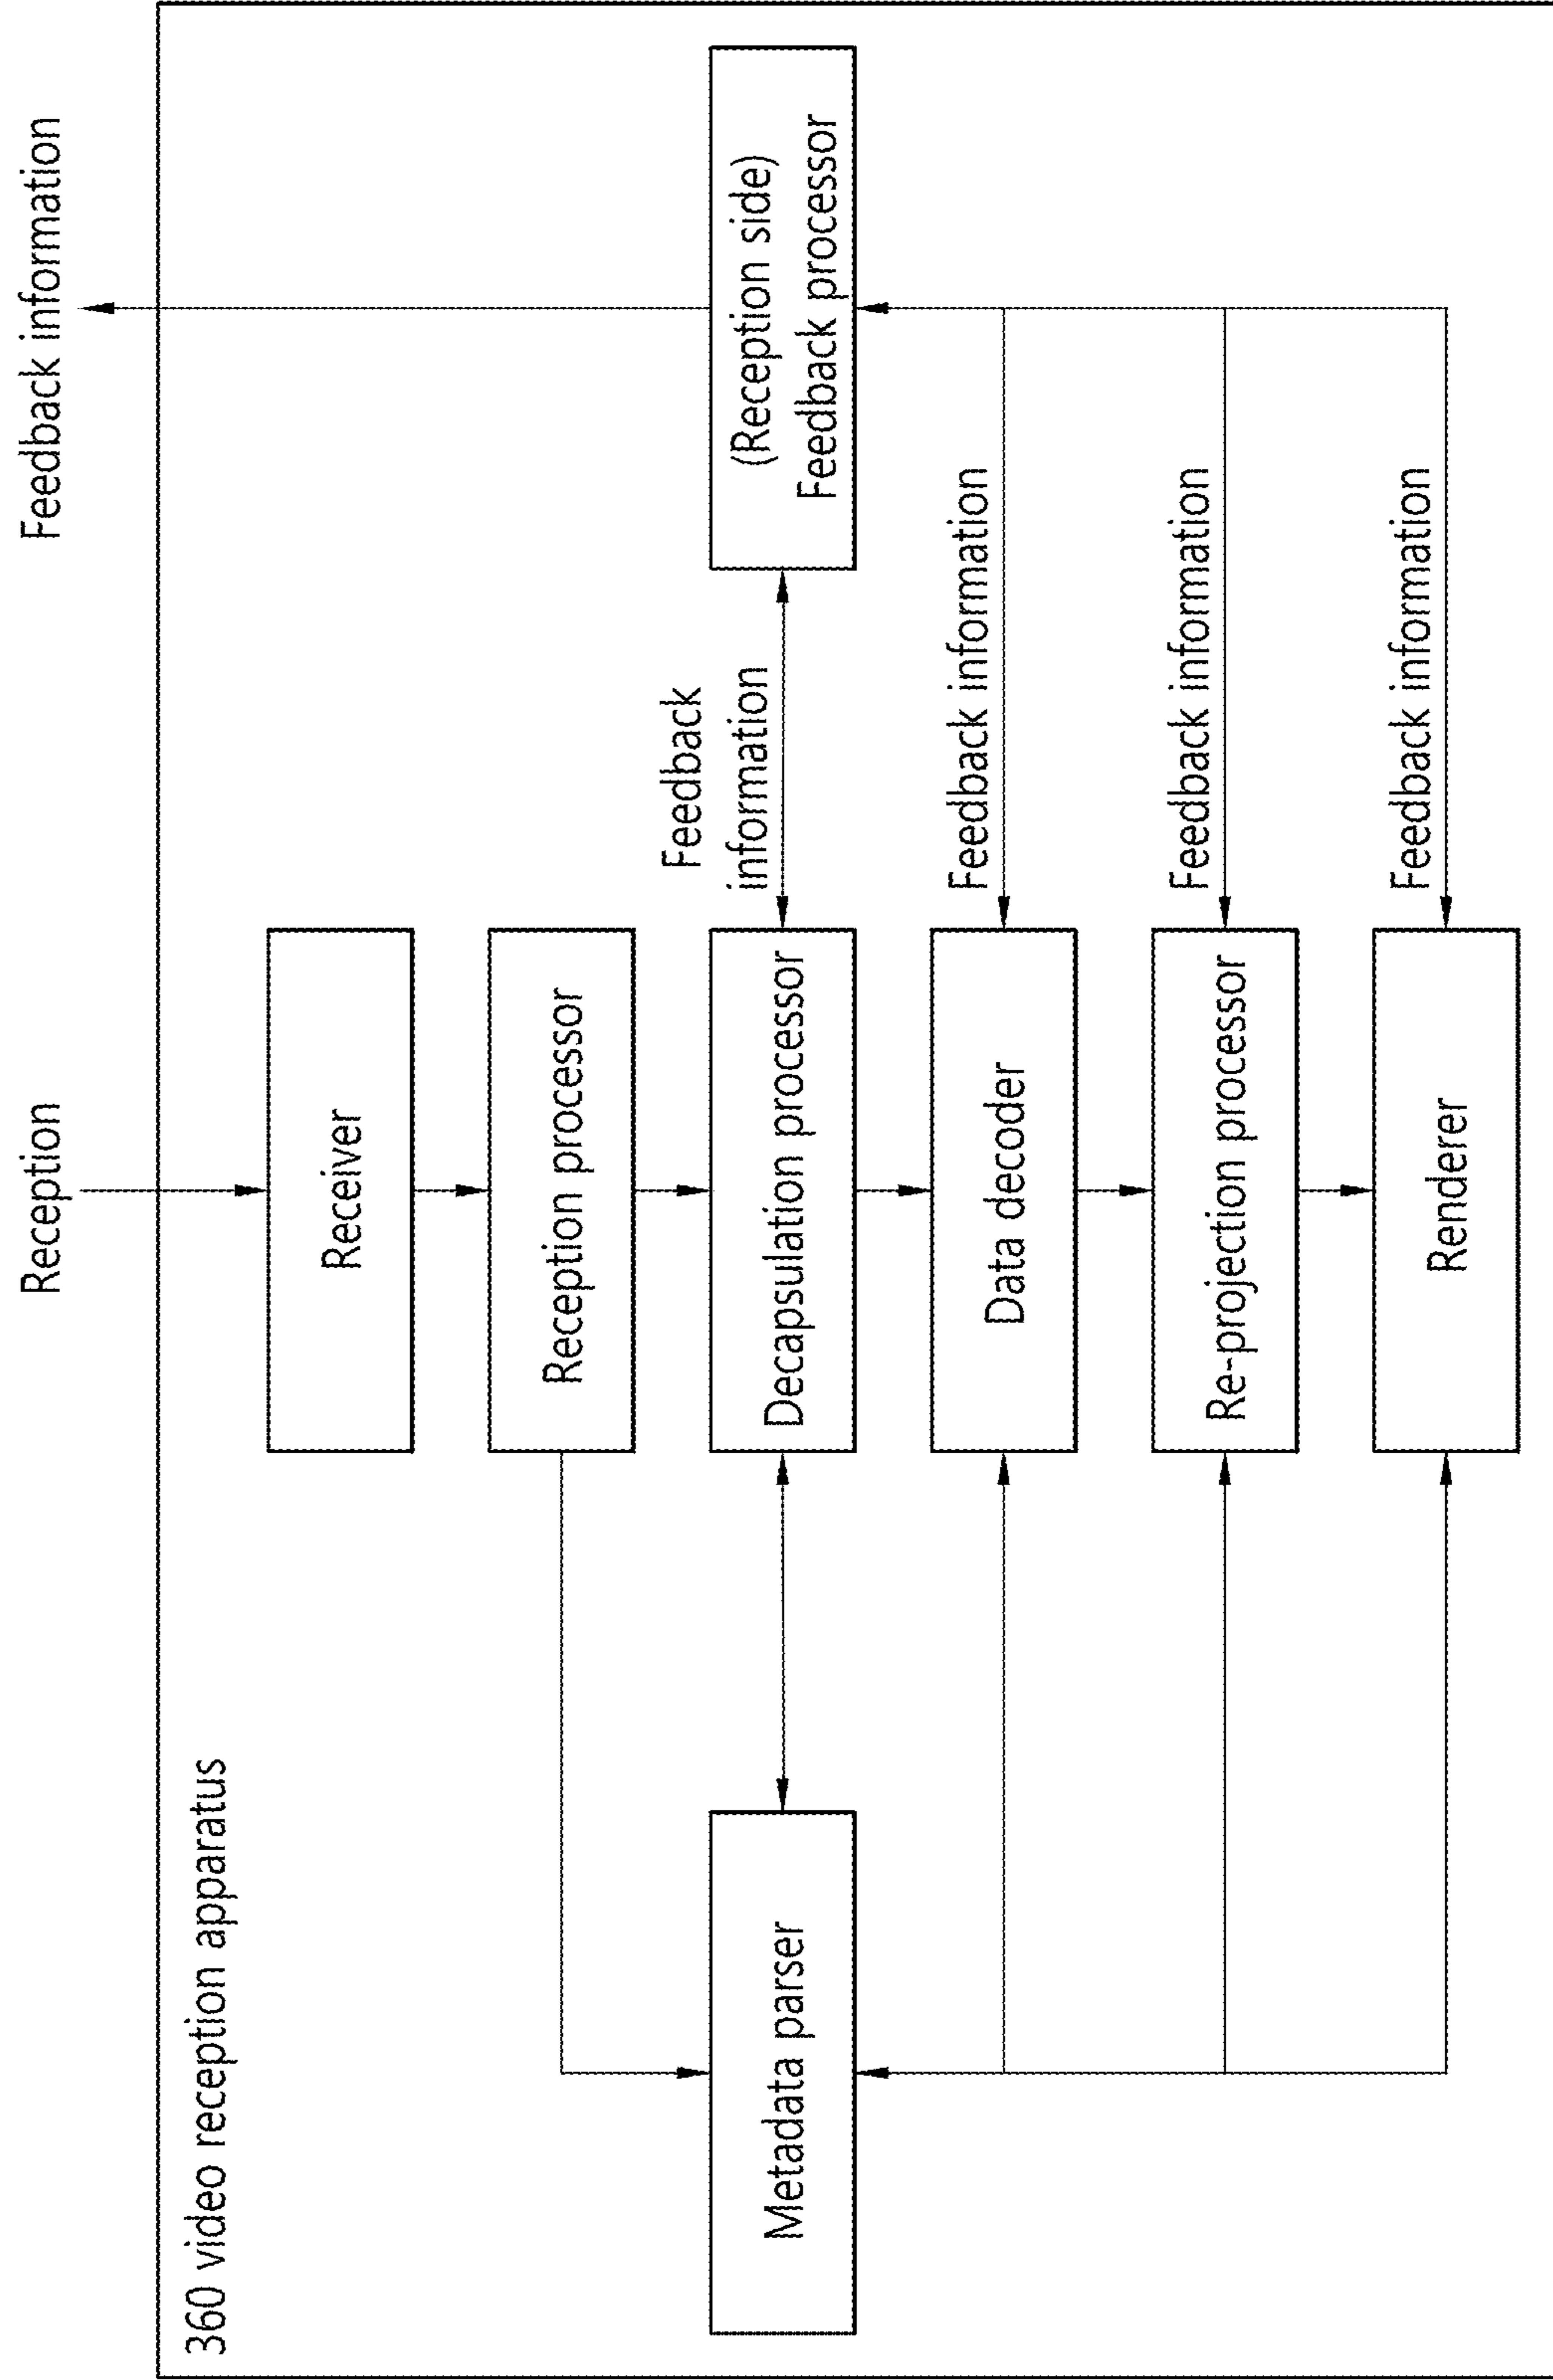 Reception
Feedback information
360 video reception apparatus
Receiver
Reception processor
Metadata parser
Decapsulation processor
Feedback
information
(Reception side)
Feedback processor
Data decoder
Feedback information
Re-projection processor
Feedback information
Renderer
Feedback information